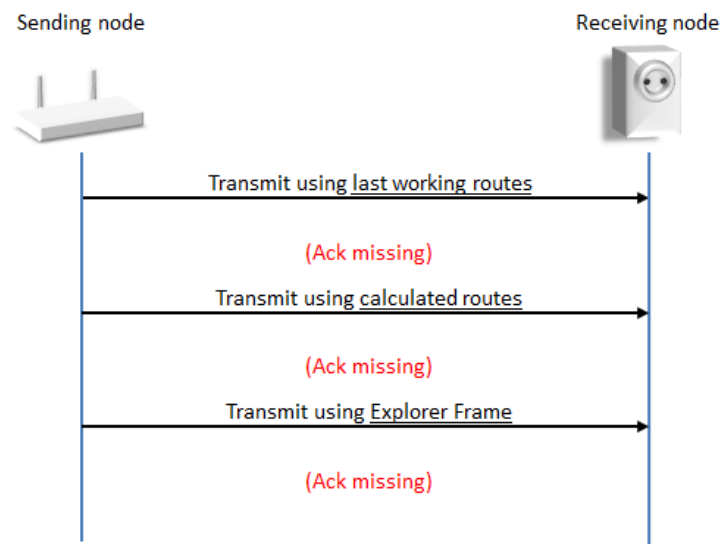 Sending node
Receiving node
Transmit using last working routes
(Ack missing)
Transmit using calculated routes
(Ack missing)
Transmit using Explorer Frame
(Ack missing)